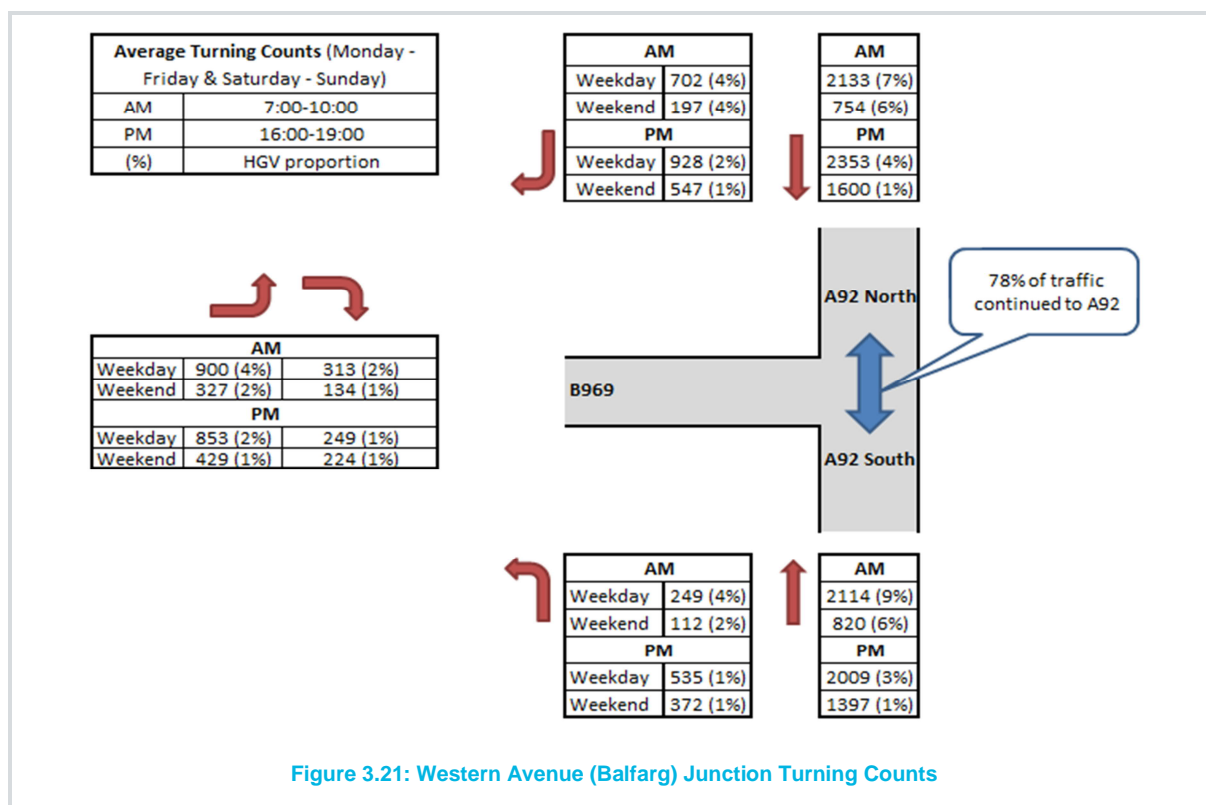 Average Turning Counts (Monday -
Friday & Saturday - Sunday)
AM 7:00-10:00
PM 16:00-19:00
(%) HGV proportion
AM
Weekday 702 (4%)
Weekend 197 (4%)
PM
Weekday 928 (2%)
Weekend 547 (1%)
AM
2133 (7%)
754 (6%)
PM
2353 (4%)
1600 (1%)
78% of traffic
continued to A92
A92 North
B969
A92 South
AM
Weekday 900 (4%) 313 (2%)
Weekend 327 (2%) 134 (1%)
PM
Weekday 853 (2%) 249 (1%)
Weekend 429 (1%) 224 (1%)
AM
Weekday 249 (4%)
Weekend 112 (2%)
PM
Weekday 535 (1%)
Weekend 372 (1%)
AM
2114 (9%)
820 (6%)
PM
2009 (3%)
1397 (1%)
Figure 3.21: Western Avenue (Balfarg) Junction Turning Counts